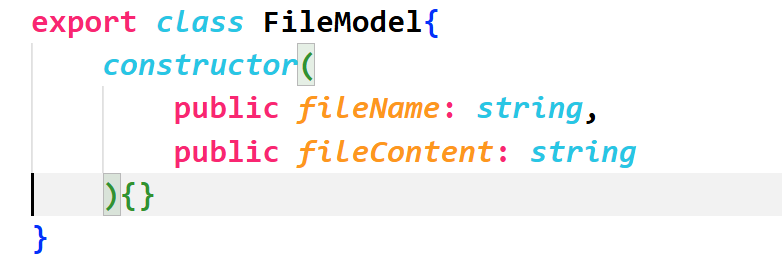 export class FileModel{
    constructor(
        public fileName: string,
        public fileContent: string
    ){}
}